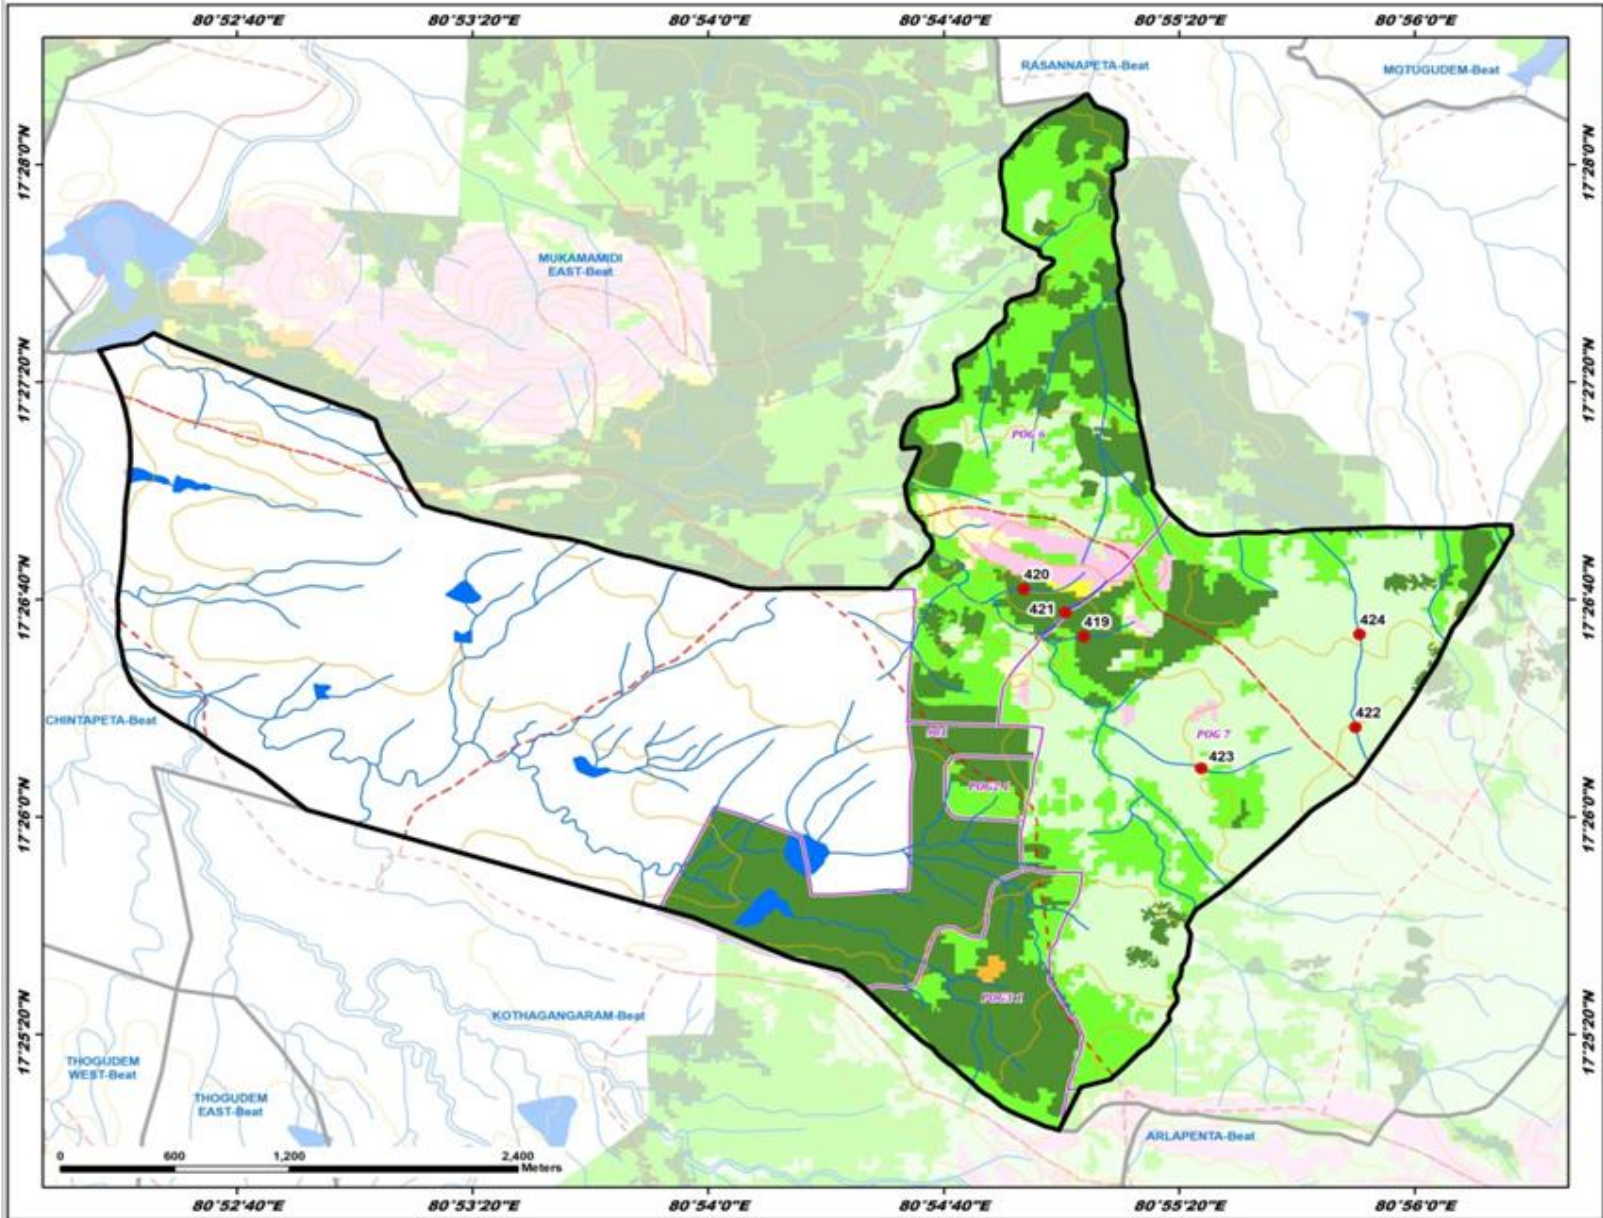 80°52'40"E 80°53'20"E 80°54'0"E 80°54'40"E 80°55'20"E 80°56'0"E
RASANNAPETA-Beat
MOTUGUDEM-Beat
17°28'0"N
17°28'0"N
MUKAMAMIDI
EAST-Beat
17°27'20"N
17°27'20"N
POG 6
17°26'40"N
17°26'40"N
420
421
419
424
CHINTAPETA-Beat
422
POG 7
423
17°26'0"N
17°26'0"N
POG2 1
POG3 1
KOTHAGANGARAM-Beat
17°25'20"N
17°25'20"N
THOGUDEM
WEST-Beat
THOGUDEM
EAST-Beat
ARLAPENTA-Beat
0 600 1,200 2,400
Meters
80°52'40"E 80°53'20"E 80°54'0"E 80°54'40"E 80°55'20"E 80°56'0"E